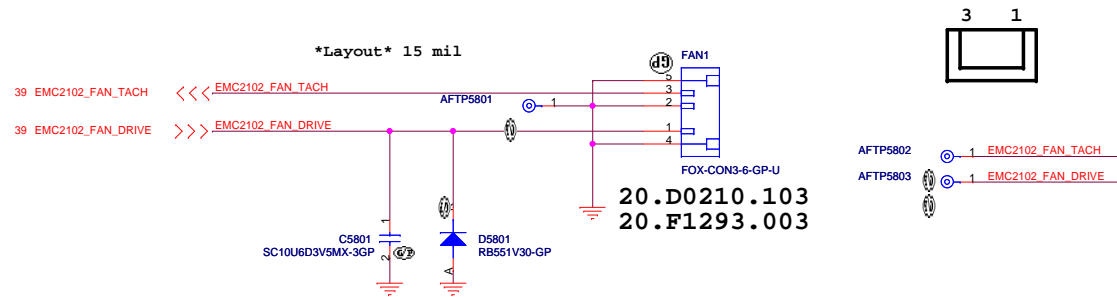 3 1
*Layout* 15 mil
FAN1
GP
5
39 EMC2102_FAN_TACH
EMC2102_FAN_TACH
3
AFTP5801
1
2
39 EMC2102_FAN_DRIVE
EMC2102_FAN_DRIVE
1
4
FOX-CON3-6-GP-U
AFTP5802
1
EMC2102_FAN_TACH
AFTP5803
1
EMC2102_FAN_DRIVE
20.D0210.103
20.F1293.003
1
C5801
SC10U6D3V5MX-3GP
2
D5801
RB551V30-GP
A